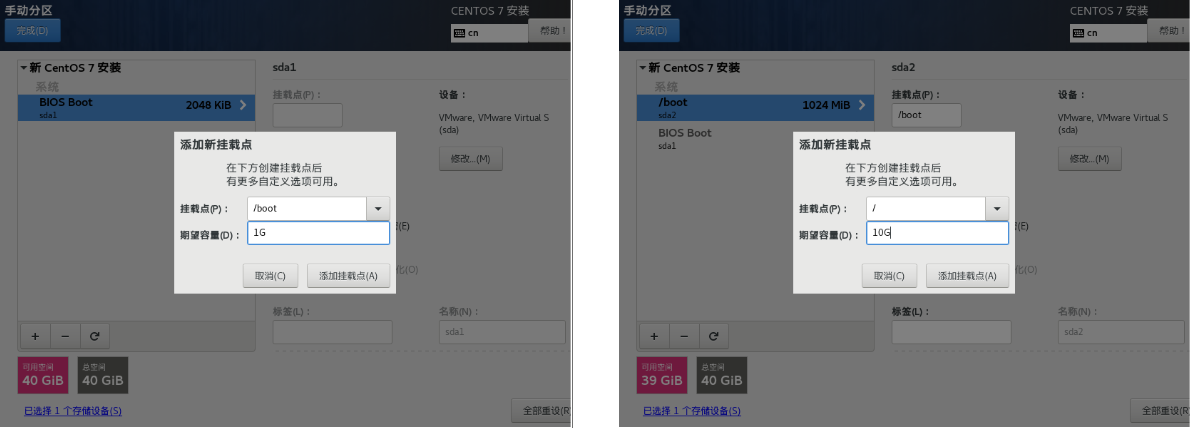 手动分区
完成(D)
CENTOS 7 安装
cn
帮助！
新 CentOS 7 安装
系统
BIOS Boot
2048 KiB
sda1
sda1
挂载点(P)：
设备：
VMware, VMware Virtual S
(sda)
修改...(M)
添加新挂载点
在下方创建挂载点后
有更多自定义选项可用。
挂载点(P)：
/boot
期望容量(D)：
1G
(E)
取消(C)
添加挂载点(A)
化(O)
标签(L)：
名称(N)：
sda1
+
−
可用空间
40 GiB
总空间
40 GiB
已选择 1 个存储设备(S)
全部重设(R
手动分区
完成(D)
CENTOS 7 安装
cn
帮助！
新 CentOS 7 安装
系统
/boot
1024 MiB
sda2
BIOS Boot
sda1
sda2
挂载点(P)：
/boot
设备：
VMware, VMware Virtual S
(sda)
修改...(M)
添加新挂载点
在下方创建挂载点后
有更多自定义选项可用。
挂载点(P)：
/
期望容量(D)：
10G
(E)
取消(C)
添加挂载点(A)
化(O)
标签(L)：
名称(N)：
sda2
+
−
可用空间
39 GiB
总空间
40 GiB
已选择 1 个存储设备(S)
全部重设(R